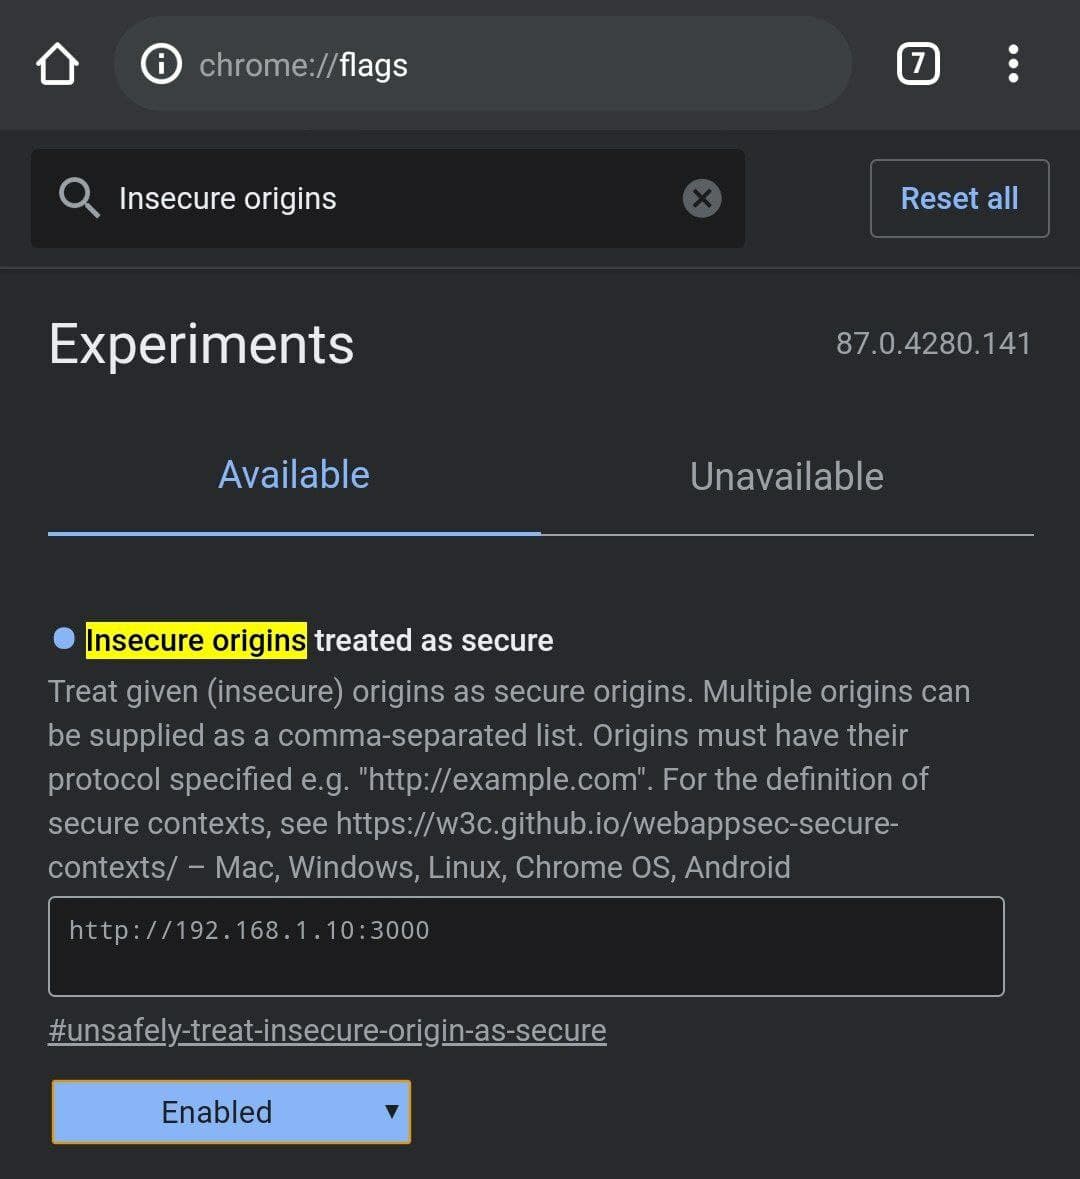 chrome://flags
7
Insecure origins
Reset all
Experiments
87.0.4280.141
Available
Unavailable
Insecure origins treated as secure
Treat given (insecure) origins as secure origins. Multiple origins can
be supplied as a comma-separated list. Origins must have their
protocol specified e.g. "http://example.com". For the definition of
secure contexts, see https://w3c.github.io/webappsec-secure-
contexts/ – Mac, Windows, Linux, Chrome OS, Android
http://192.168.1.10:3000
#unsafely-treat-insecure-origin-as-secure
Enabled